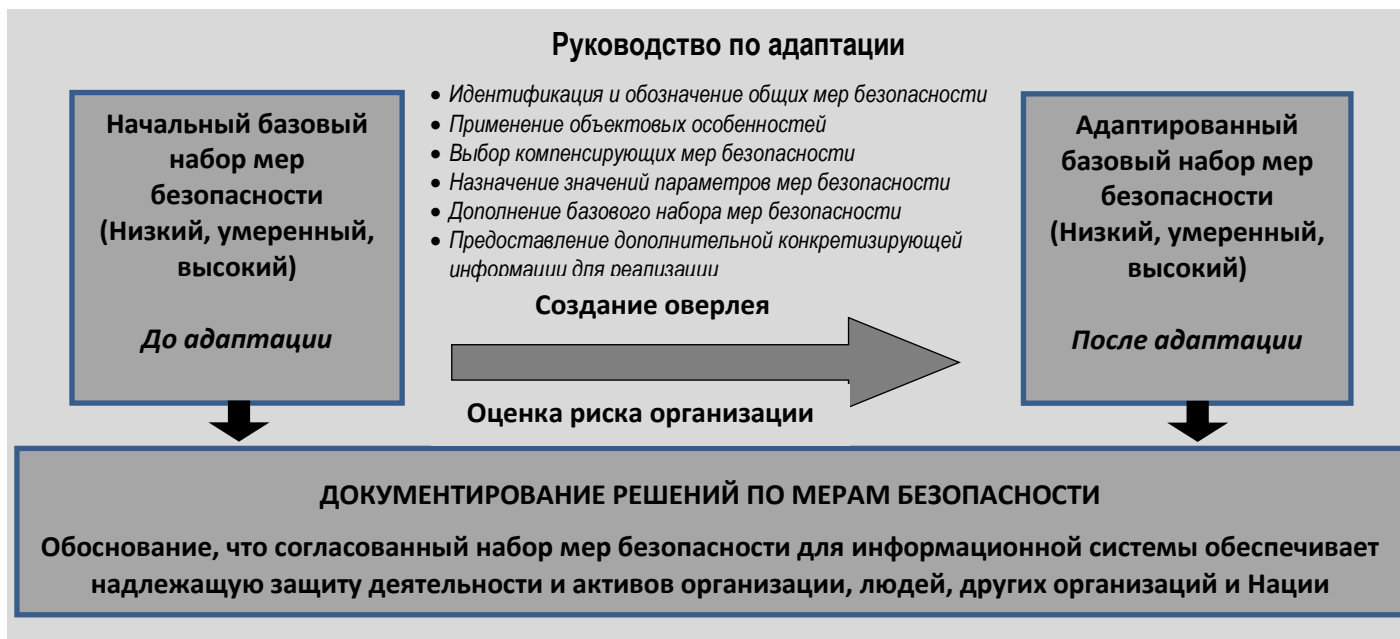 Руководство по адаптации
Начальный базовый
набор мер
безопасности
(Низкий, умеренный,
высокий)
До адаптации
• Идентификация и обозначение общих мер безопасности
• Применение объектовых особенностей
• Выбор компенсирующих мер безопасности
• Назначение значений параметров мер безопасности
• Дополнение базового набора мер безопасности
• Предоставление дополнительной конкретизирующей
информации для реализации
Создание оверлея
Оценка риска организации
Адаптированный
базовый набор мер
безопасности
(Низкий, умеренный,
высокий)
После адаптации
ДОКУМЕНТИРОВАНИЕ РЕШЕНИЙ ПО МЕРАМ БЕЗОПАСНОСТИ
Обоснование, что согласованный набор мер безопасности для информационной системы обеспечивает
надлежащую защиту деятельности и активов организации, людей, других организаций и Нации